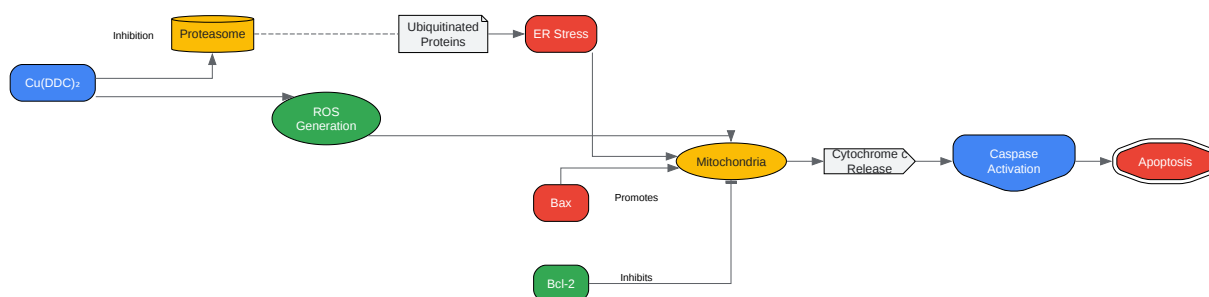 Inhibition
Proteasome
Ubiquitinated
Proteins
ER Stress
Cu(DDC)₂
ROS
Generation
Mitochondria
Cytochrome c
Release
Caspase
Activation
Apoptosis
Bax
Promotes
Bcl-2
Inhibits